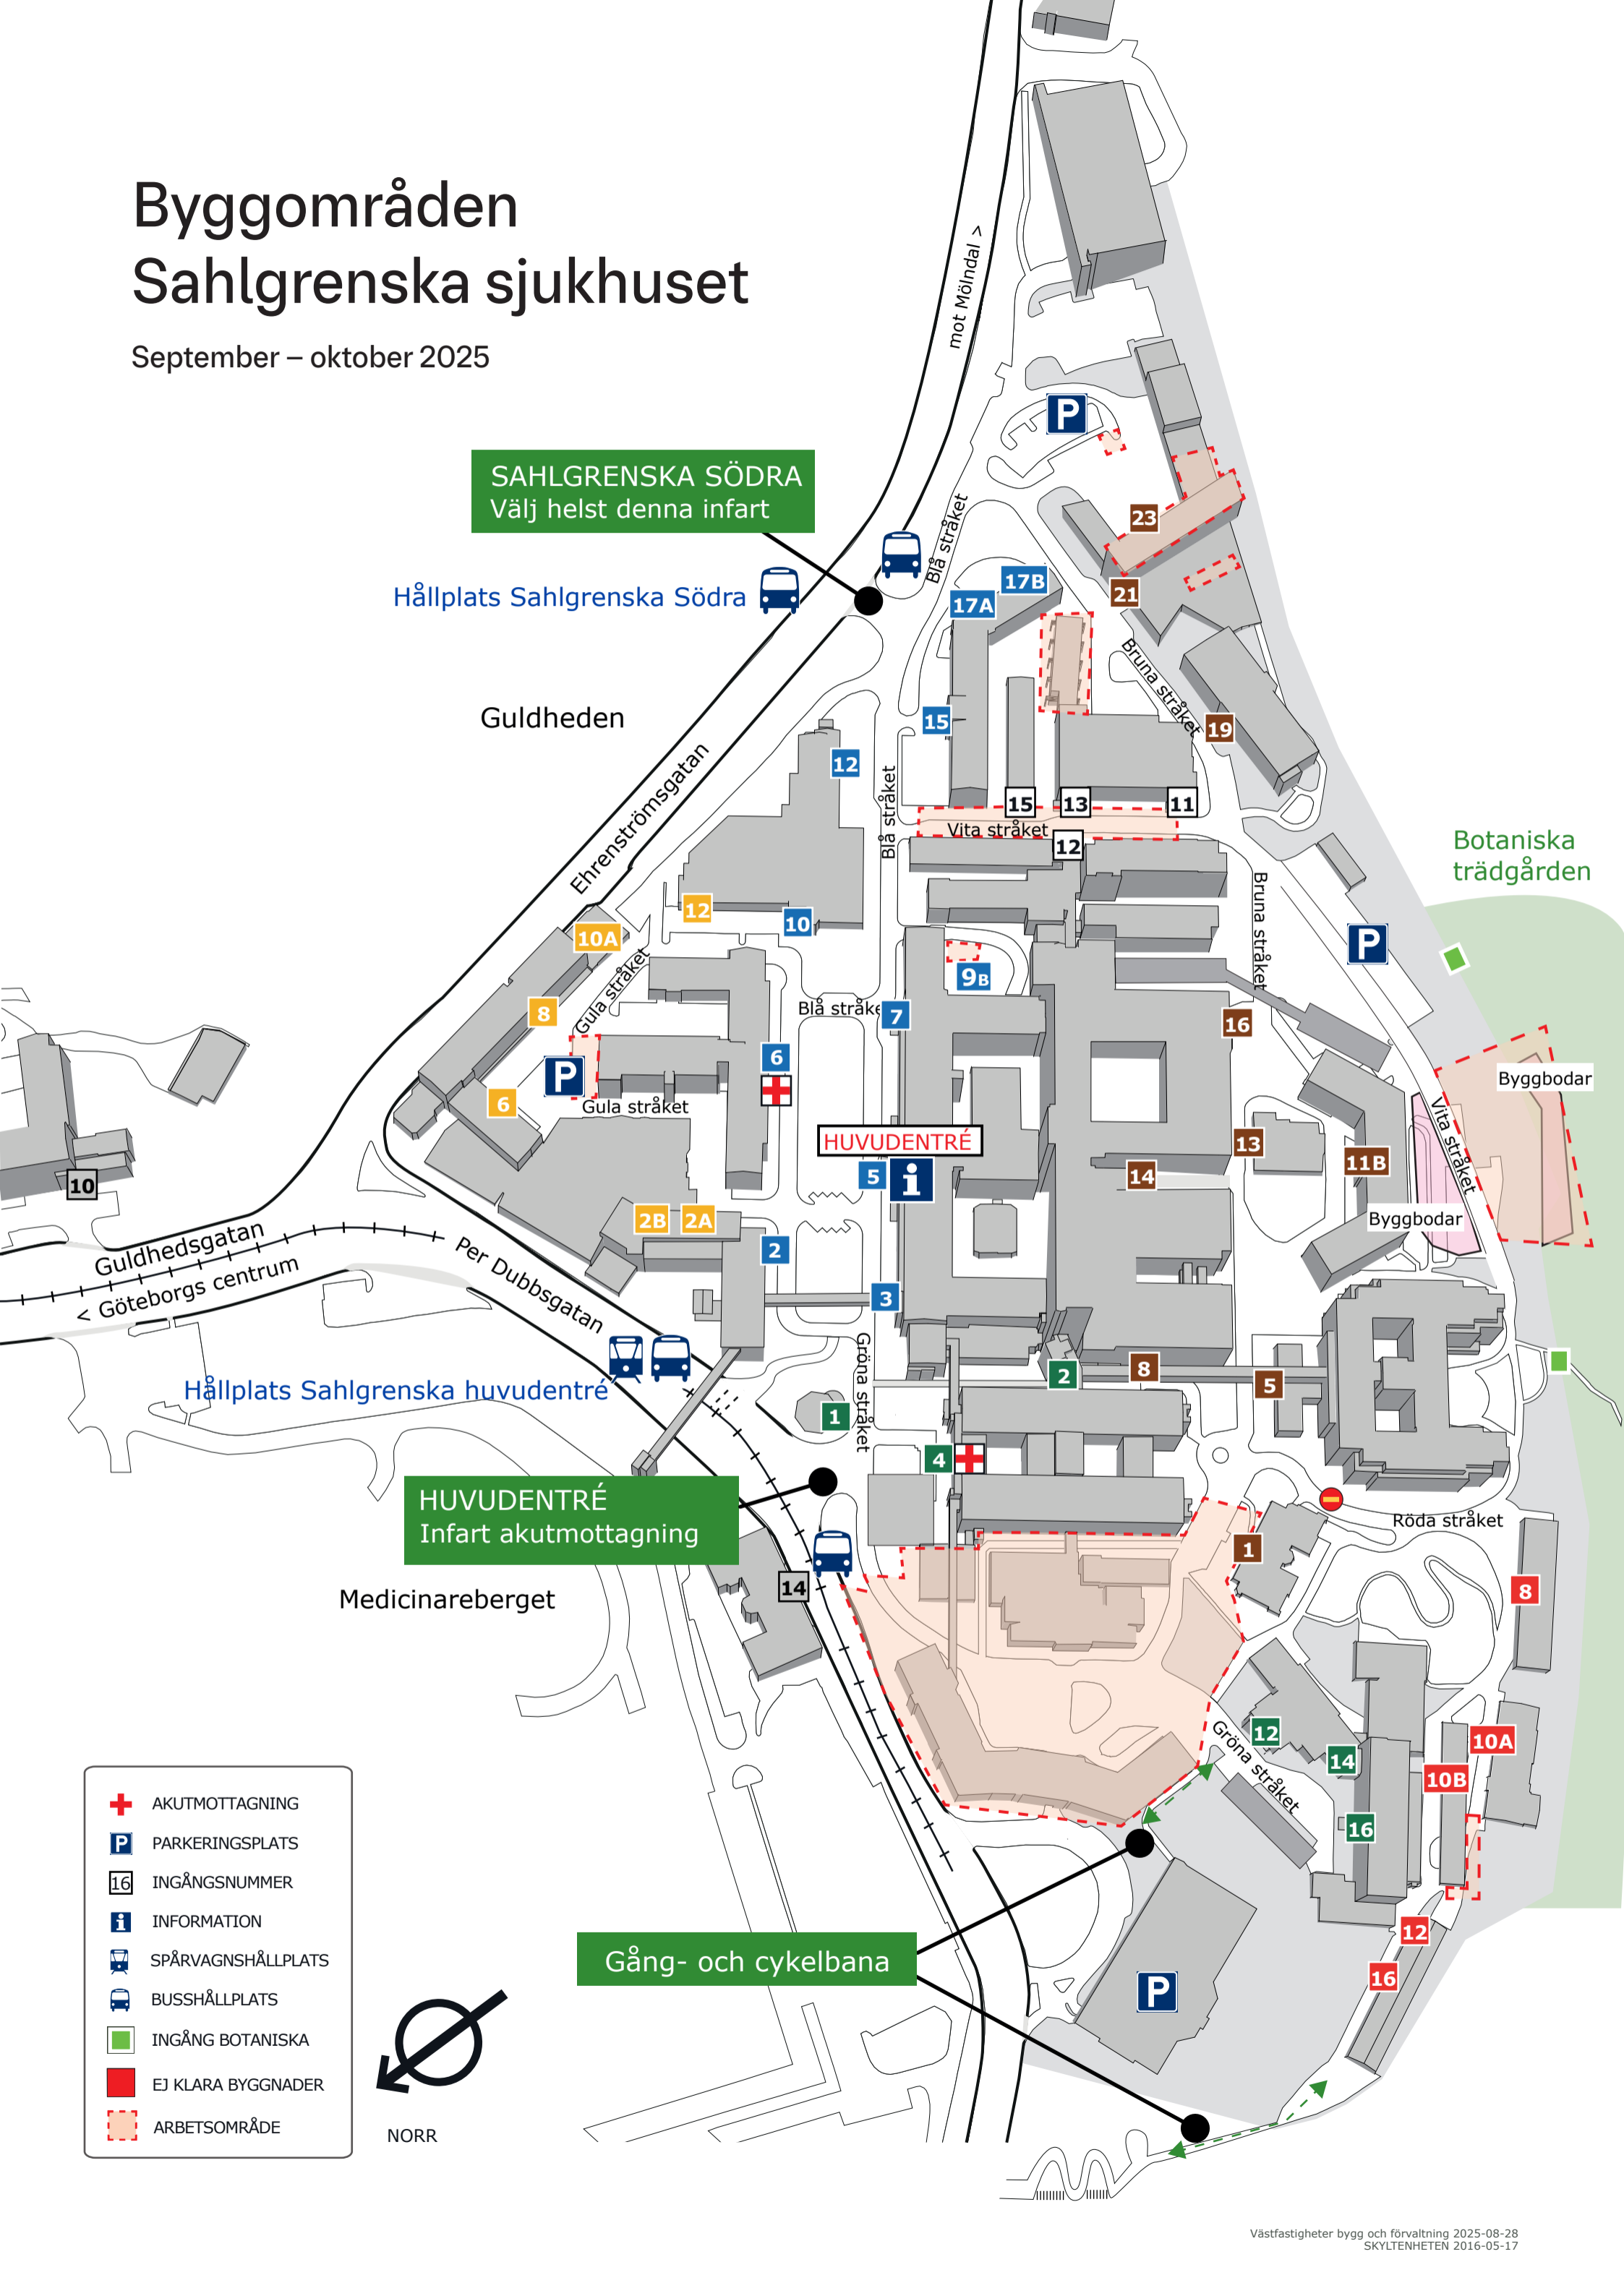 Byggområden
Sahlgrenska sjukhuset
September – oktober 2025
mot Mölndal >
P
SAHLGRENSKA SÖDRA
Välj helst denna infart
Blå stråket
23
Hållplats Sahlgrenska Södra
17B
17A
21
Bruna stråket
Guldheden
15
19
12
Ehrenströmsgatan
Blå stråket
15
13
11
Vita stråket
12
Botaniska
trädgården
Bruna stråket
12
10
10A
P
9B
Gula stråket
8
Blå stråke
7
16
6
P
Byggbodar
6
Gula stråket
Vita stråket
HUVUDENTRÉ
13
11B
10
5
i
14
2B
2A
Byggbodar
2
Guldhedsgatan
< Göteborgs centrum
Per Dubbsgatan
3
Gröna stråket
2
8
5
Hållplats Sahlgrenska huvudentré
1
4
HUVUDENTRÉ
Infart akutmottagning
Röda stråket
1
14
Medicinareberget
8
12
Gröna stråket
14
10A
10B
16
AKUTMOTTAGNING
P
PARKERINGSPLATS
16
INGÅNGSNUMMER
i
INFORMATION
SPÅRVAGNSHÅLLPLATS
BUSSHÅLLPLATS
INGÅNG BOTANISKA
EJ KLARA BYGGNADER
ARBETSOMRÅDE
NORR
12
Gång- och cykelbana
16
P
Västfastigheter bygg och förvaltning 2025-08-28
SKYLTENHETEN 2016-05-17